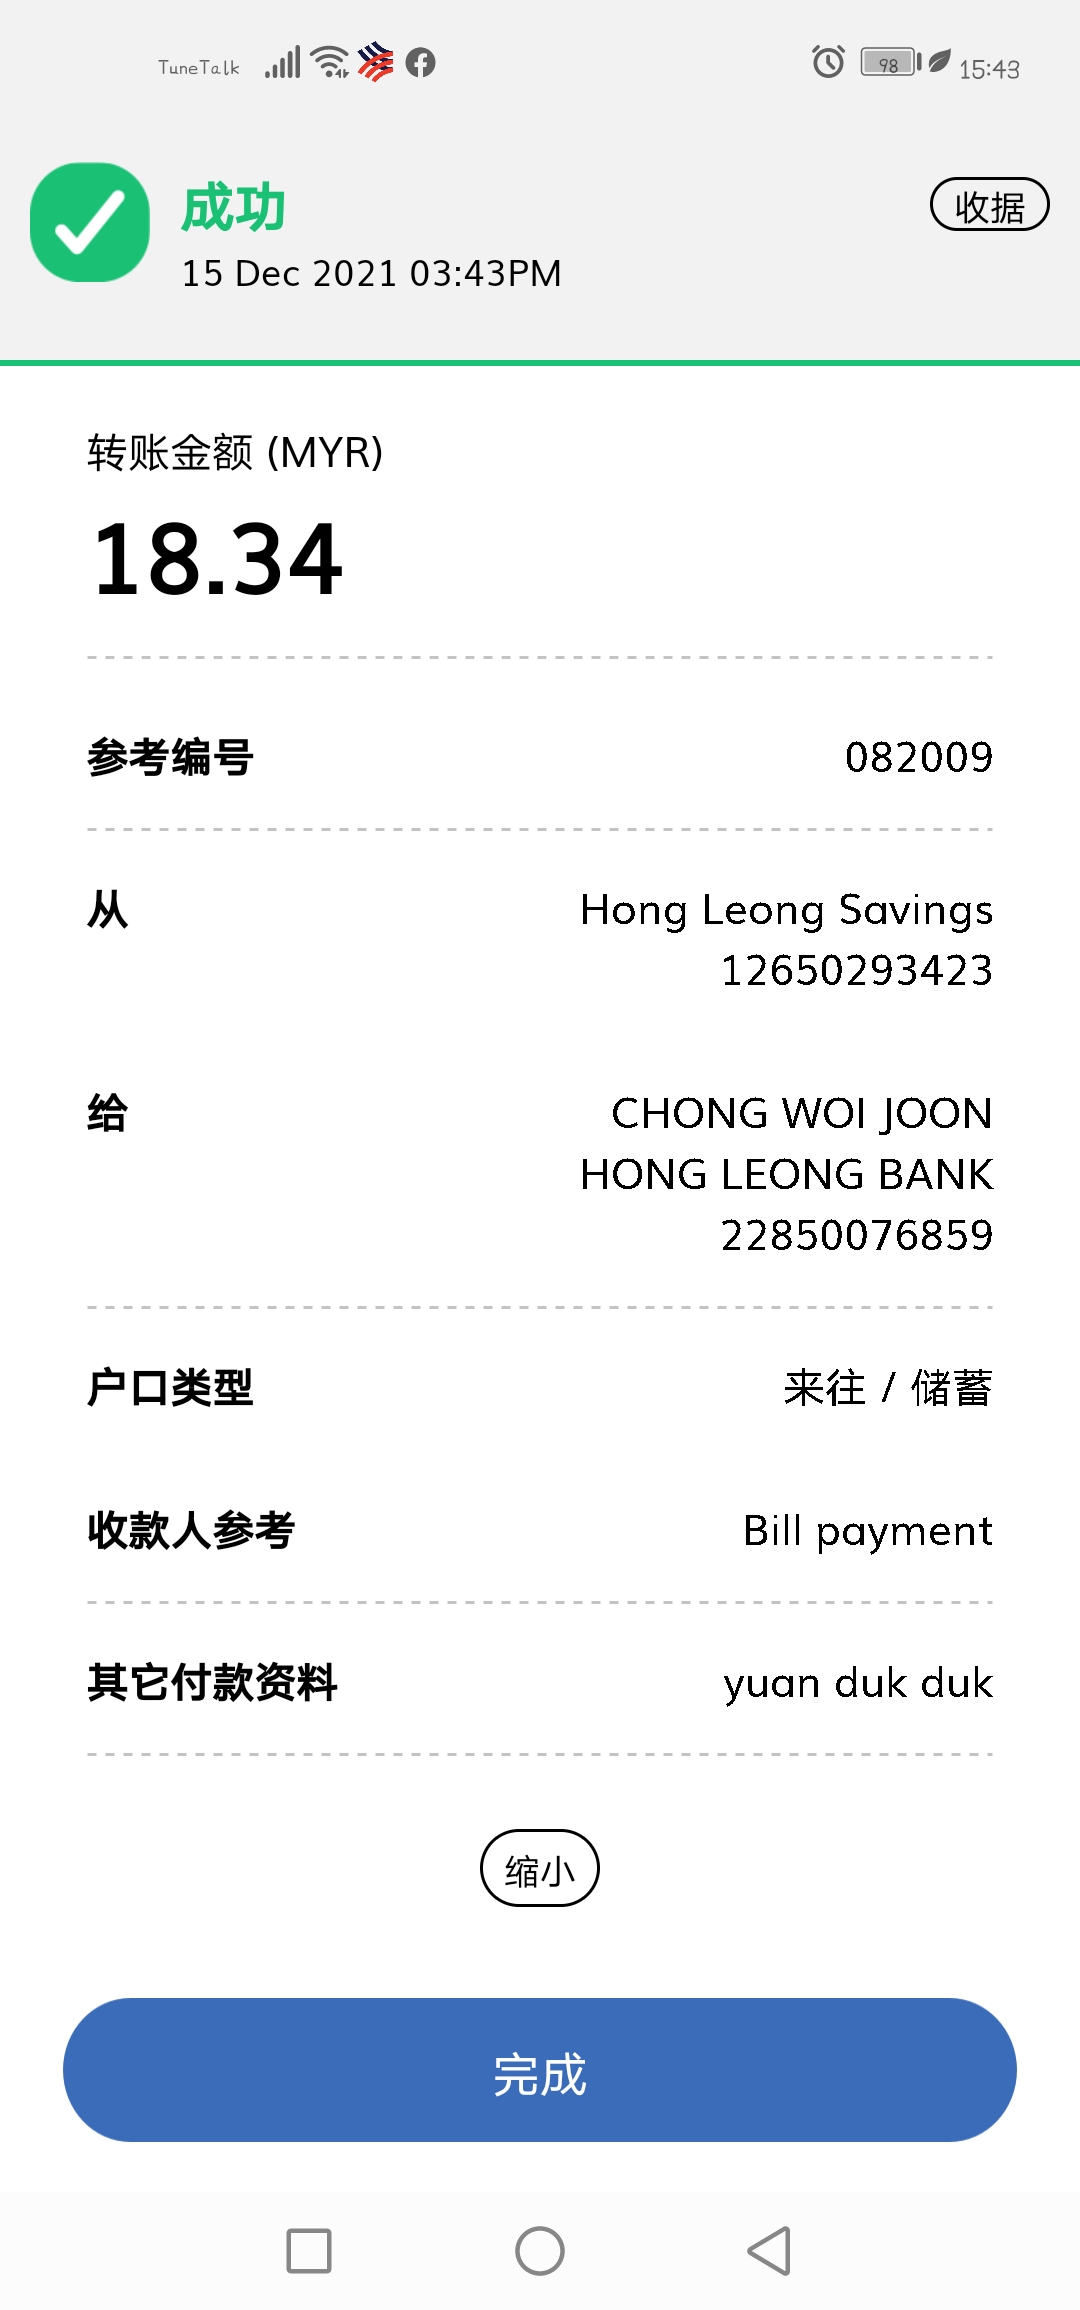 TuneTalk 98 15:43
成功
收据
15 Dec 2021 03:43PM
转账金额 (MYR)
18.34
参考编号 082009
从 Hong Leong Savings
12650293423
给 CHONG WOI JOON
HONG LEONG BANK
22850076859
户口类型 来往 / 储蓄
收款人参考 Bill payment
其它付款资料 yuan duk duk
缩小
完成